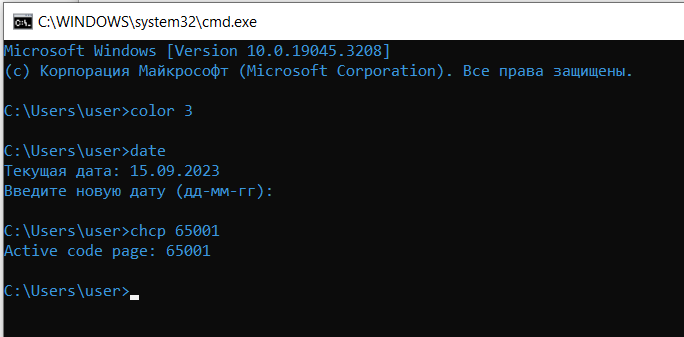 C:\WINDOWS\system32\cmd.exe
Microsoft Windows [Version 10.0.19045.3208]
(c) Корпорация Майкрософт (Microsoft Corporation). Все права защищены.
C:\Users\user>color 3
C:\Users\user>date
Текущая дата: 15.09.2023
Введите новую дату (дд-мм-гг):
C:\Users\user>chcp 65001
Active code page: 65001
C:\Users\user>